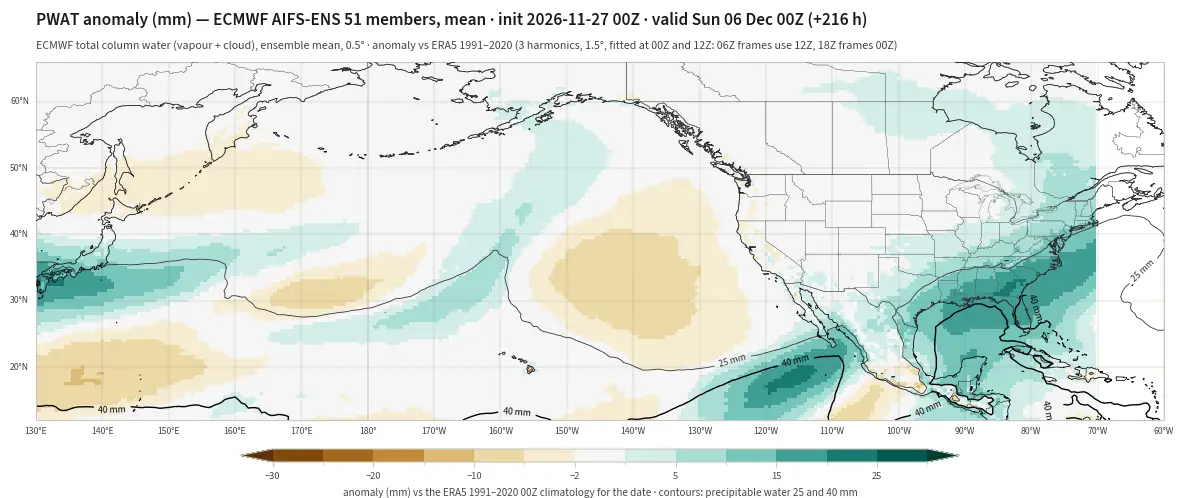 PWAT anomaly (mm) — ECMWF AIFS-ENS 51 members, mean · init 2026-11-27 00Z · valid Sun 06 Dec 00Z (+216 h)
ECMWF total column water (vapour + cloud), ensemble mean, 0.5° · anomaly vs ERA5 1991–2020 (3 harmonics, 1.5°, fitted at 00Z and 12Z: 06Z frames use 12Z, 18Z frames 00Z)
60°N
50°N
40°N
30°N
20°N
25 mm
40 mm
25 mm
40 mm
40 mm
40 mm
40 mm
40 m
130°E 140°E 150°E 160°E 170°E 180° 170°W 160°W 150°W 140°W 130°W 120°W 110°W 100°W 90°W 80°W 70°W 60°W
−30 −20 −10 −2 5 15 25
anomaly (mm) vs the ERA5 1991–2020 00Z climatology for the date · contours: precipitable water 25 and 40 mm